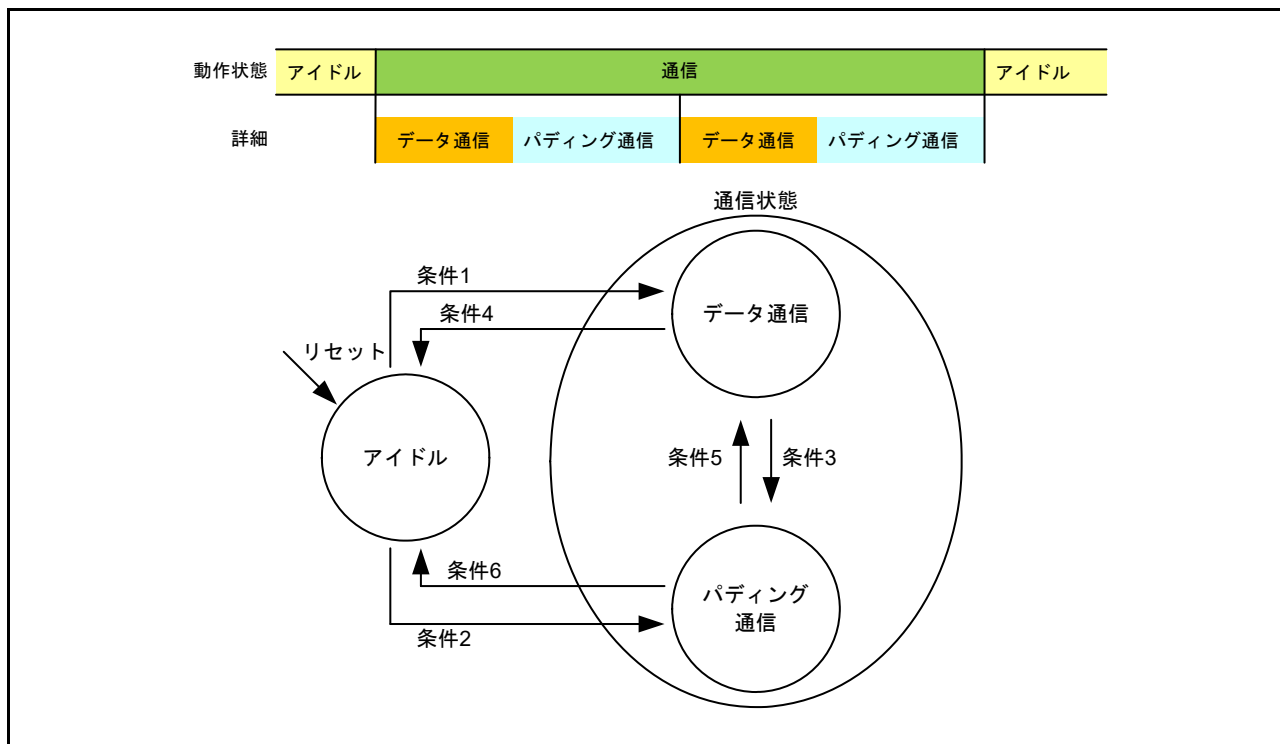 動作状態 アイドル 通信 アイドル
詳細 データ通信 パディング通信 データ通信 パディング通信
通信状態
条件1
条件4
データ通信
リセット
アイドル
条件5 条件3
条件6
パディング
通信
条件2